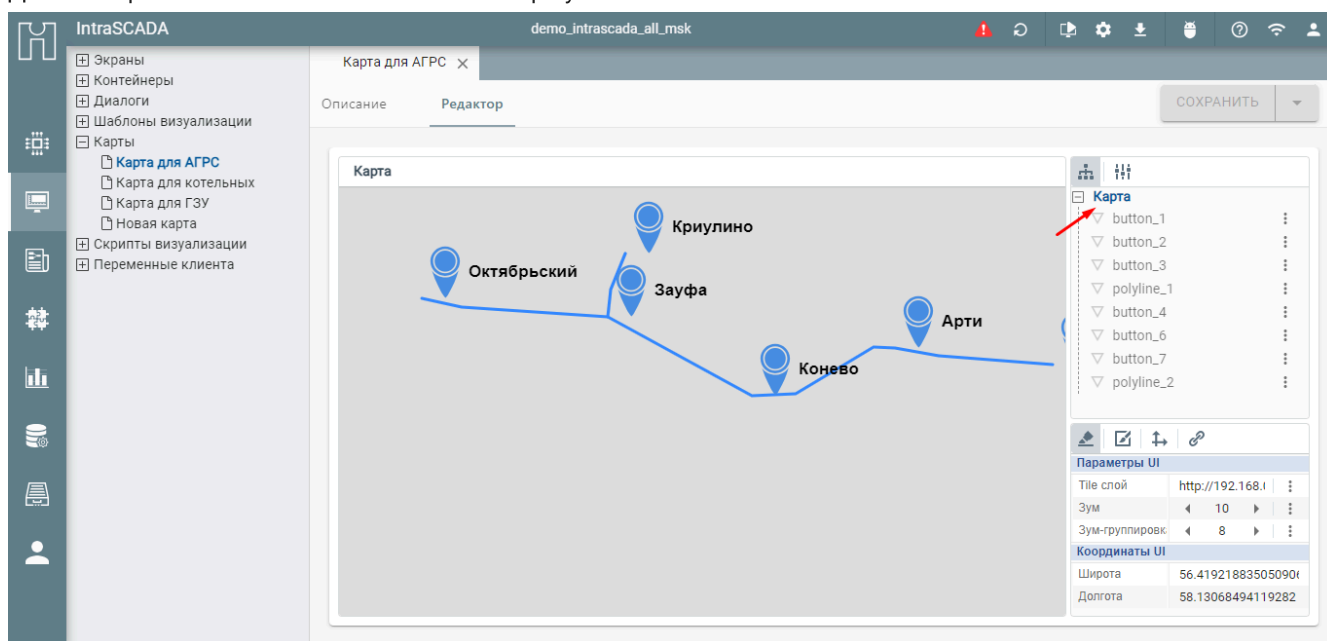 IntraSCADA
demo_intrascada_all_msk
Экраны
Контейнеры
Диалоги
Шаблоны визуализации
Карты
Карта для АГРС
Карта для котельных
Карта для ГЗУ
Новая карта
Скрипты визуализации
Переменные клиента
Карта для АГРС
Описание
Редактор
СОХРАНИТЬ
Карта
Криулино
Октябрьский
Зауфа
Арти
Конево
Карта
button_1
button_2
button_3
polyline_1
button_4
button_6
button_7
polyline_2
Параметры UI
Tile слой http://192.168.
Зум 10
Зум-группировк 8
Координаты UI
Широта 56.41921883505090
Долгота 58.13068494119282